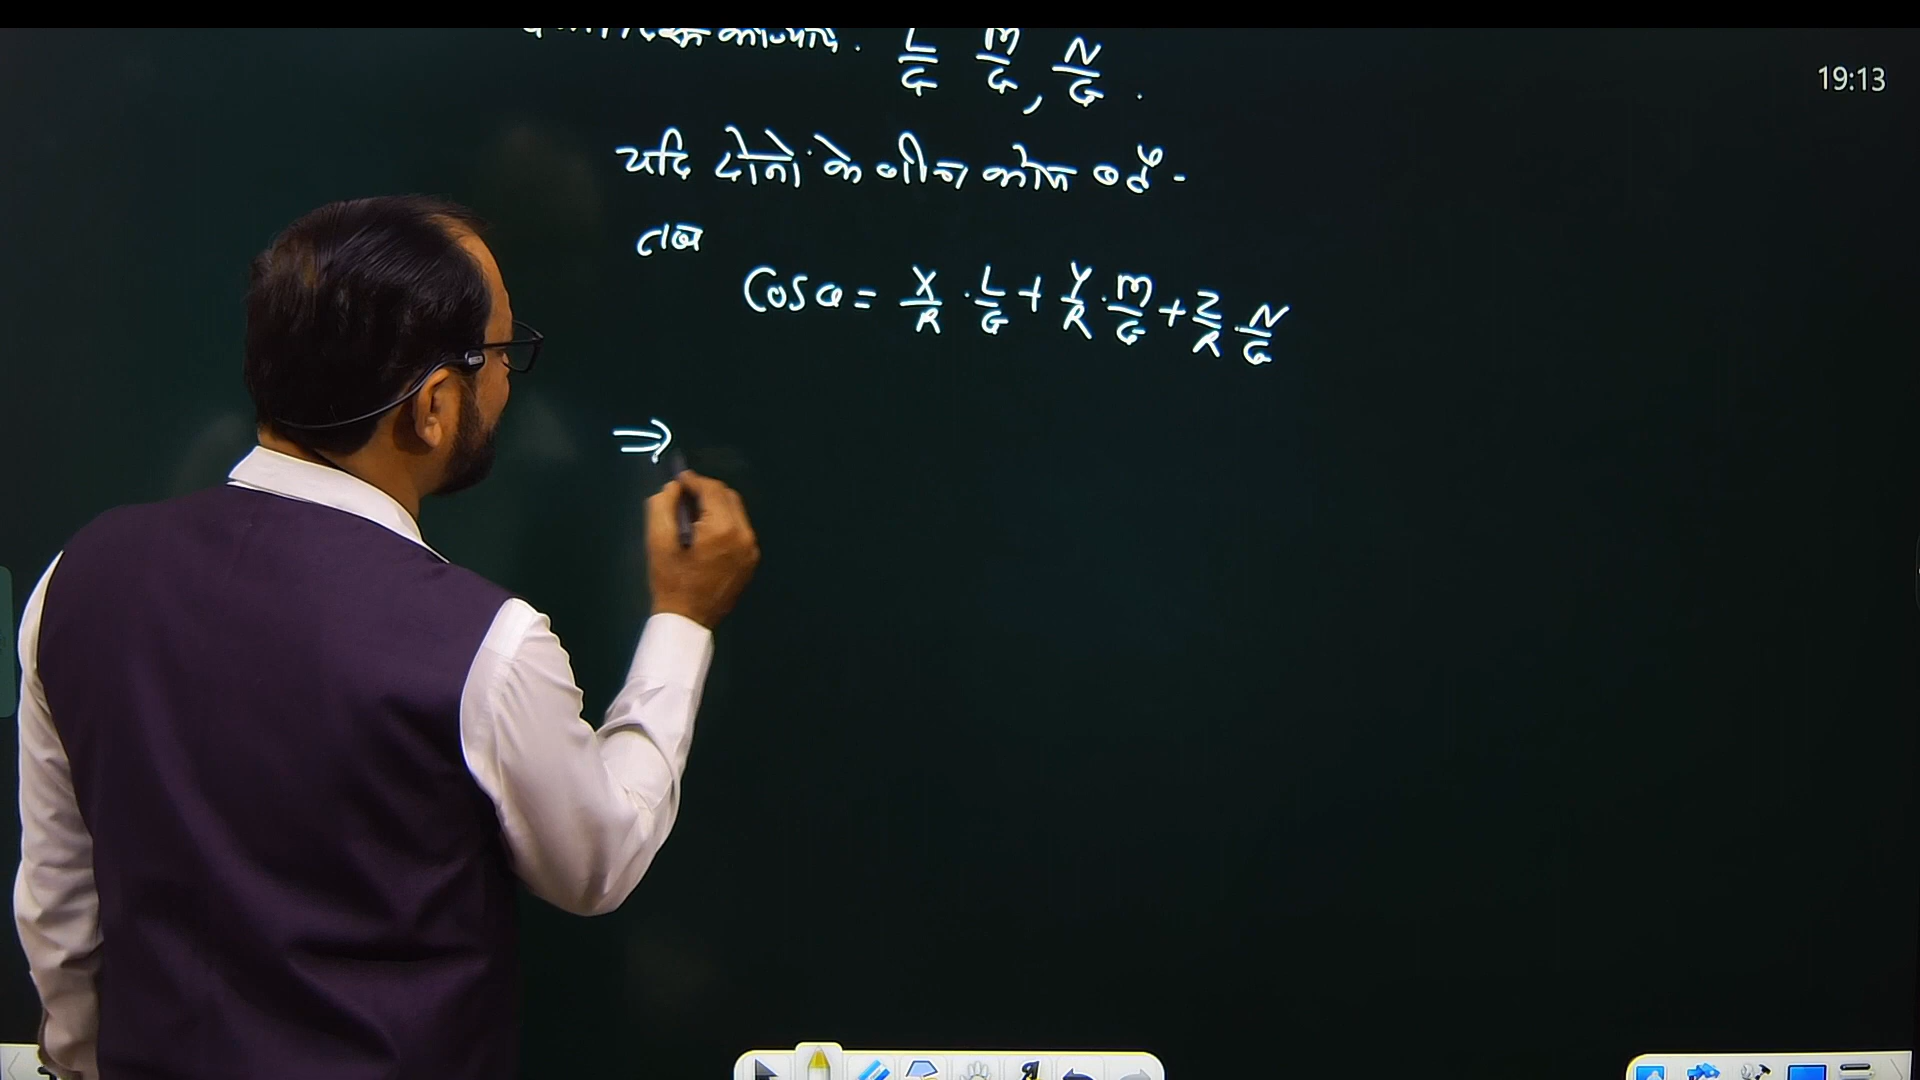 19:13
L/G M/G, N/G.
यदि दोनो के बीच कोण θ है -
तब
Cosθ = X/R · L/G + Y/R · M/G + Z/R · N/G
⇒